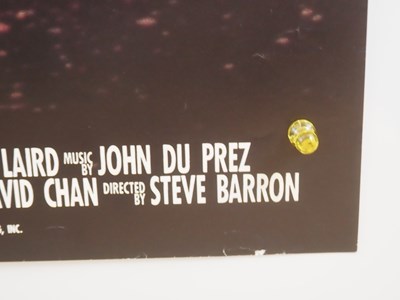 LAIRD MUSIC BY JOHN DU PREZ
VID CHAN DIRECTED BY STEVE BARRON
, INC.